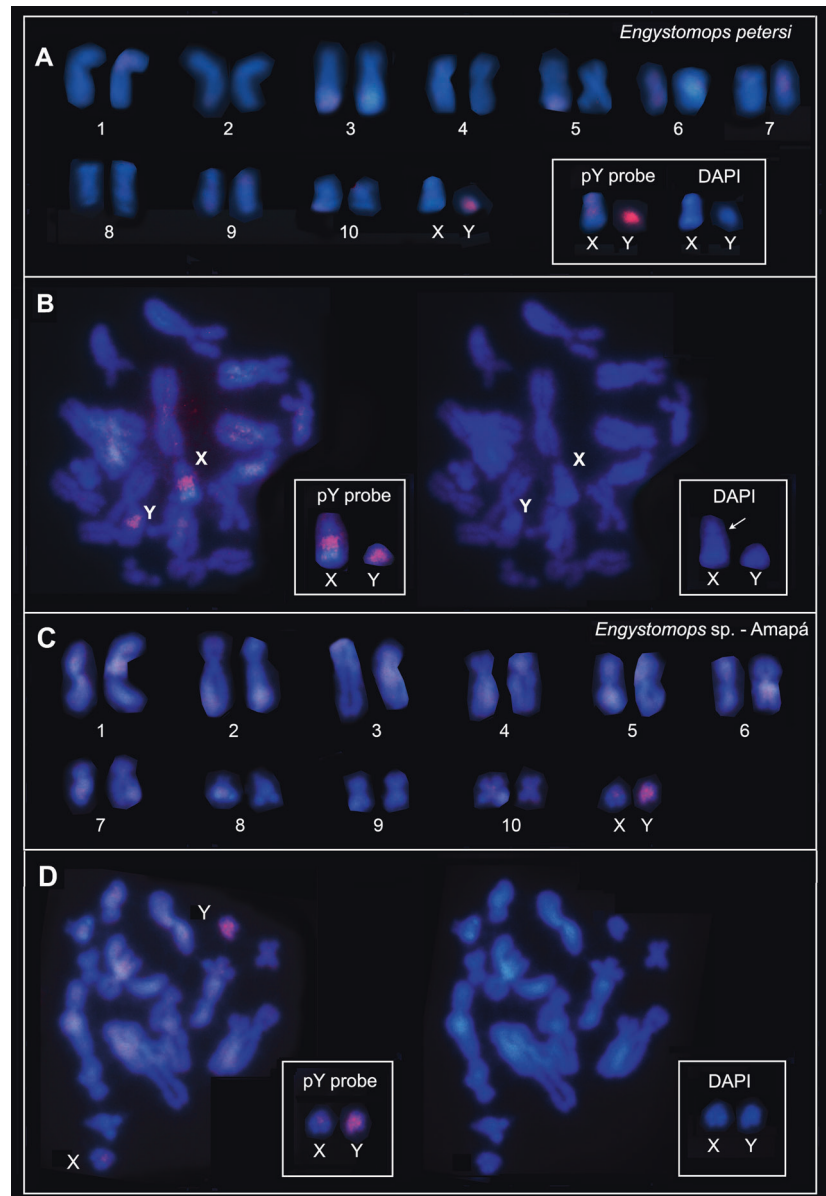 A
Engystomops petersi
1 2 3 4 5 6 7
8 9 10 X Y
pY probe DAPI
X Y X Y
B
X
Y
pY probe
X Y
X
Y
DAPI
X Y
C
Engystomops sp. - Amapá
1 2 3 4 5 6
7 8 9 10 X Y
D
Y
X
pY probe
X Y
DAPI
X Y